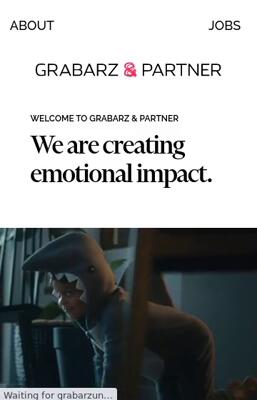 ABOUT JOBS
GRABARZ & PARTNER
WELCOME TO GRABARZ & PARTNER
We are creating
emotional impact.
Waiting for grabarzun...